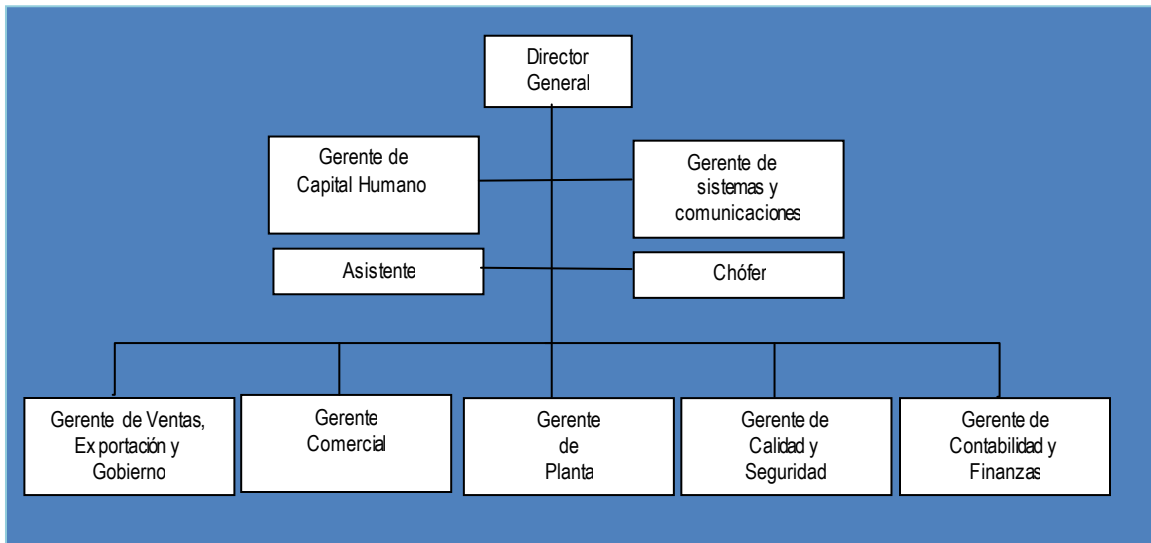 Director
General
Gerente de
Capital Humano
Gerente de
sistemas y
comunicaciones
Asistente
Chófer
Gerente de Ventas,
Exportación y
Gobierno
Gerente
Comercial
Gerente
de
Planta
Gerente de
Calidad y
Seguridad
Gerente de
Contabilidad y
Finanzas